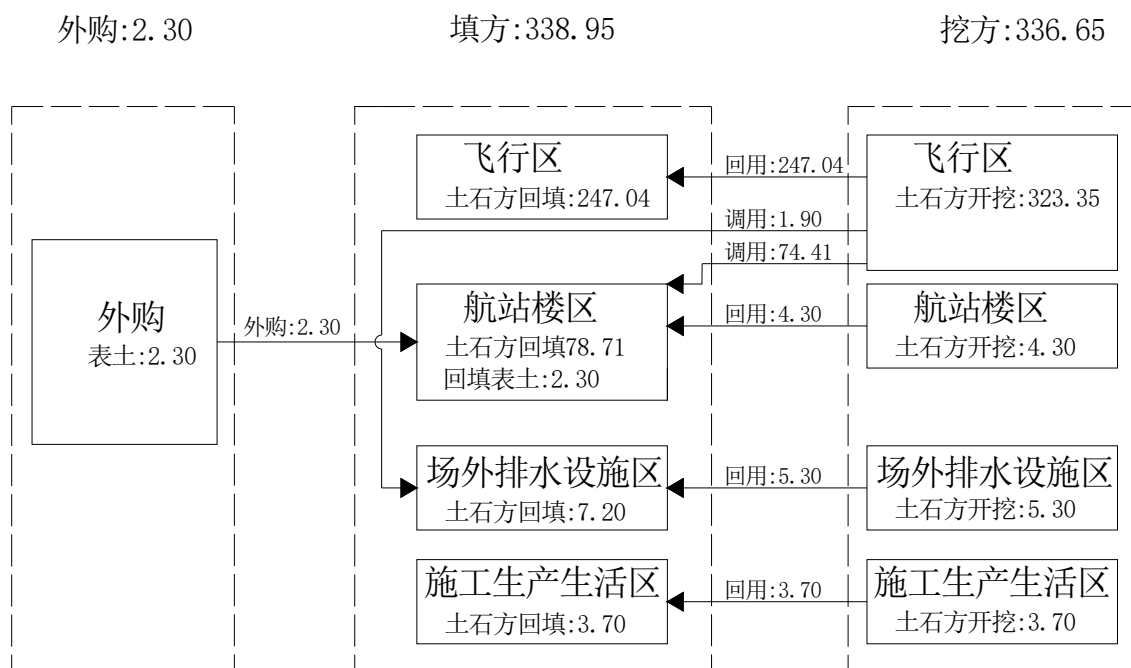 外购:2.30
填方:338.95
挖方:336.65
外购
表土:2.30
外购:2.30
飞行区
土石方回填:247.04
航站楼区
土石方回填78.71
回填表土:2.30
场外排水设施区
土石方回填:7.20
施工生产生活区
土石方回填:3.70
回用:247.04
调用:1.90
调用:74.41
回用:4.30
回用:5.30
回用:3.70
飞行区
土石方开挖:323.35
航站楼区
土石方开挖:4.30
场外排水设施区
土石方开挖:5.30
施工生产生活区
土石方开挖:3.70